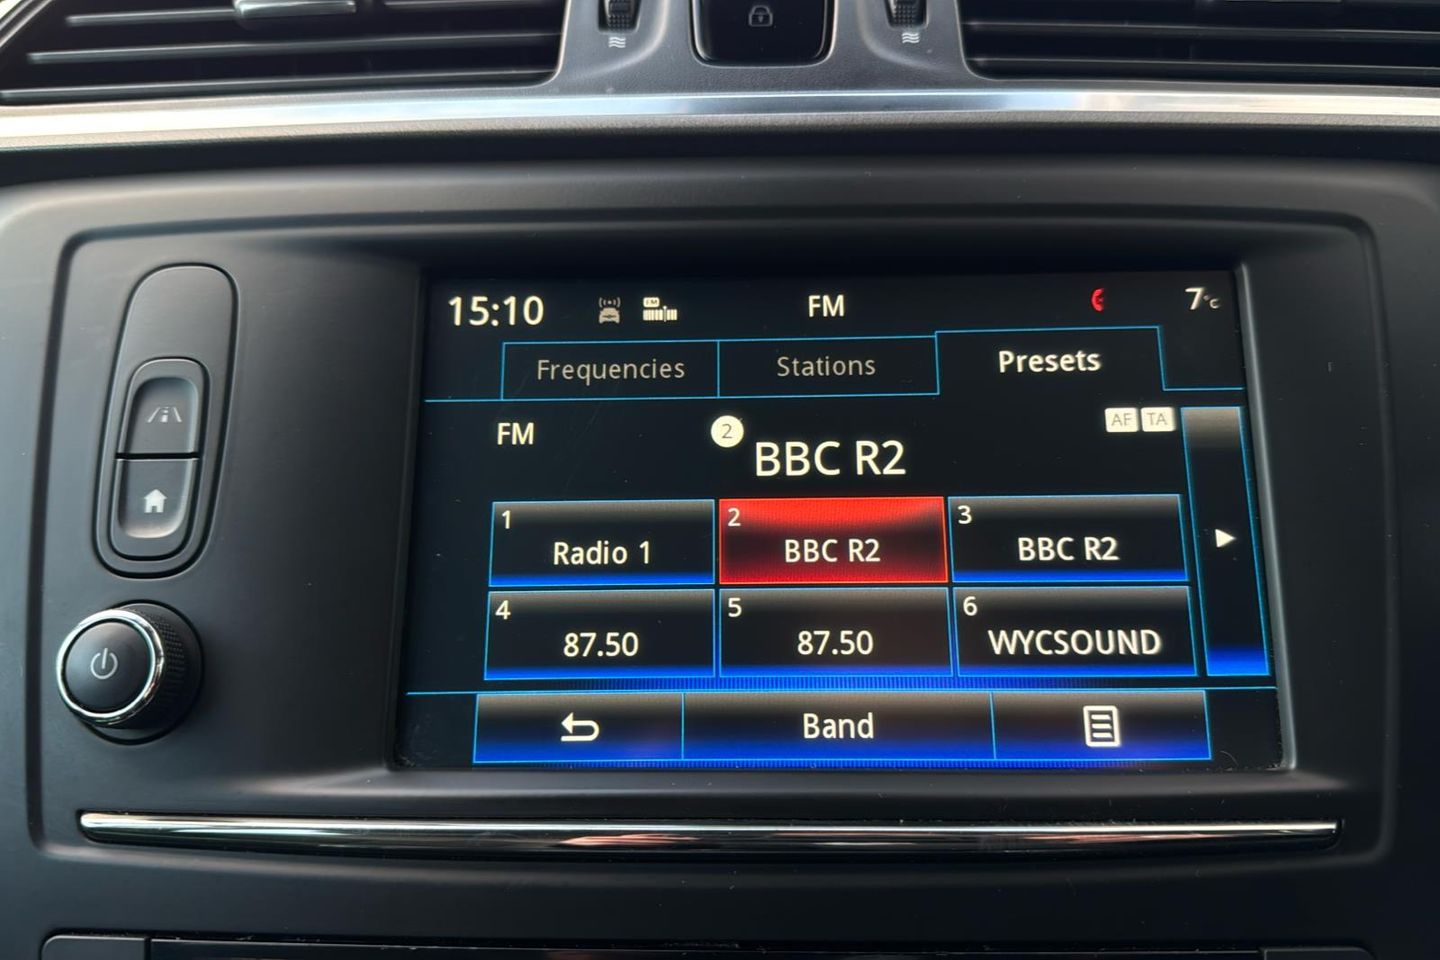 15:10 FM 7°C
Frequencies Stations Presets
FM 2 BBC R2 AF TA
1 Radio 1
2 BBC R2
3 BBC R2
4 87.50
5 87.50
6 WYCSOUND
Band